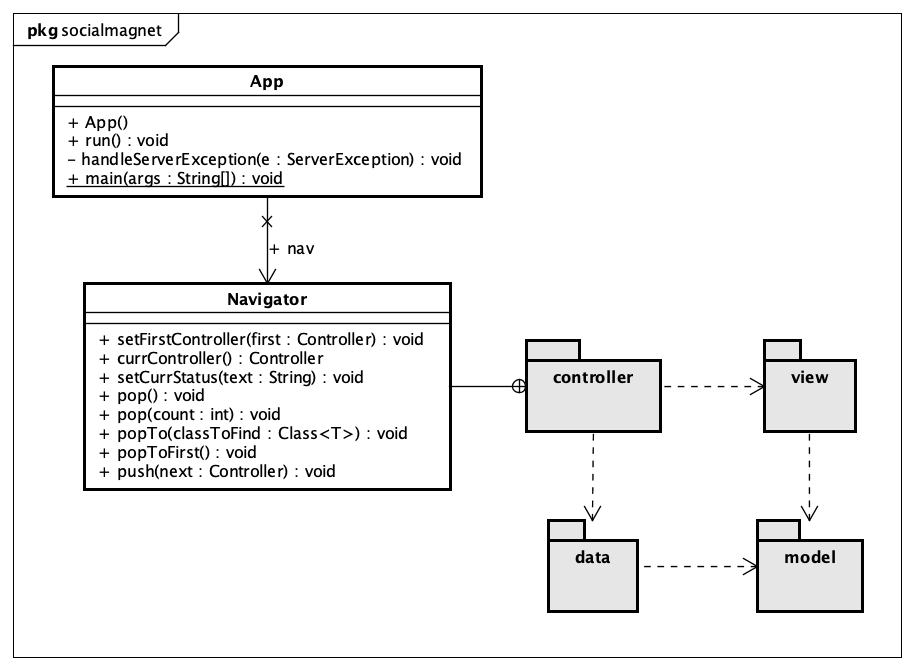 pkg socialmagnet
App
+ App()
+ run() : void
- handleServerException(e : ServerException) : void
+ main(args : String[]) : void
+ nav
Navigator
+ setFirstController(first : Controller) : void
+ currController() : Controller
+ setCurrStatus(text : String) : void
+ pop() : void
+ pop(count : int) : void
+ popTo(classToFind : Class<T>) : void
+ popToFirst() : void
+ push(next : Controller) : void
controller
view
data
model